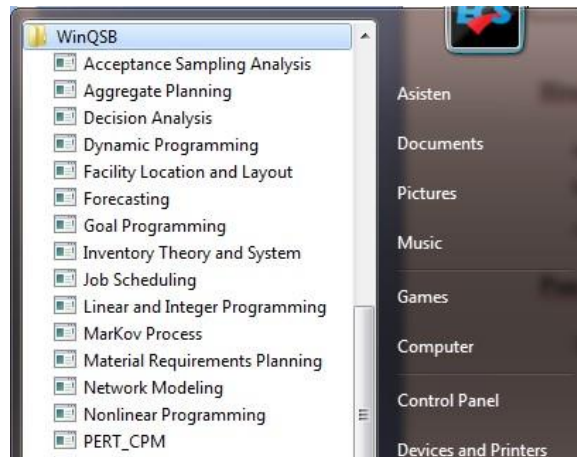 WinQSB
Acceptance Sampling Analysis
Aggregate Planning
Decision Analysis
Dynamic Programming
Facility Location and Layout
Forecasting
Goal Programming
Inventory Theory and System
Job Scheduling
Linear and Integer Programming
MarKov Process
Material Requirements Planning
Network Modeling
Nonlinear Programming
PERT_CPM
Asisten
Documents
Pictures
Music
Games
Computer
Control Panel
Devices and Printers